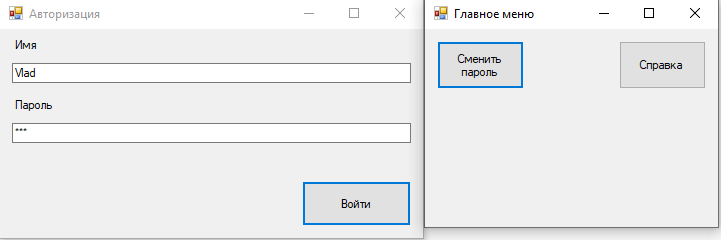 Авторизация
Имя
Vlad
Пароль
***
Войти
Главное меню
Сменить
пароль
Справка